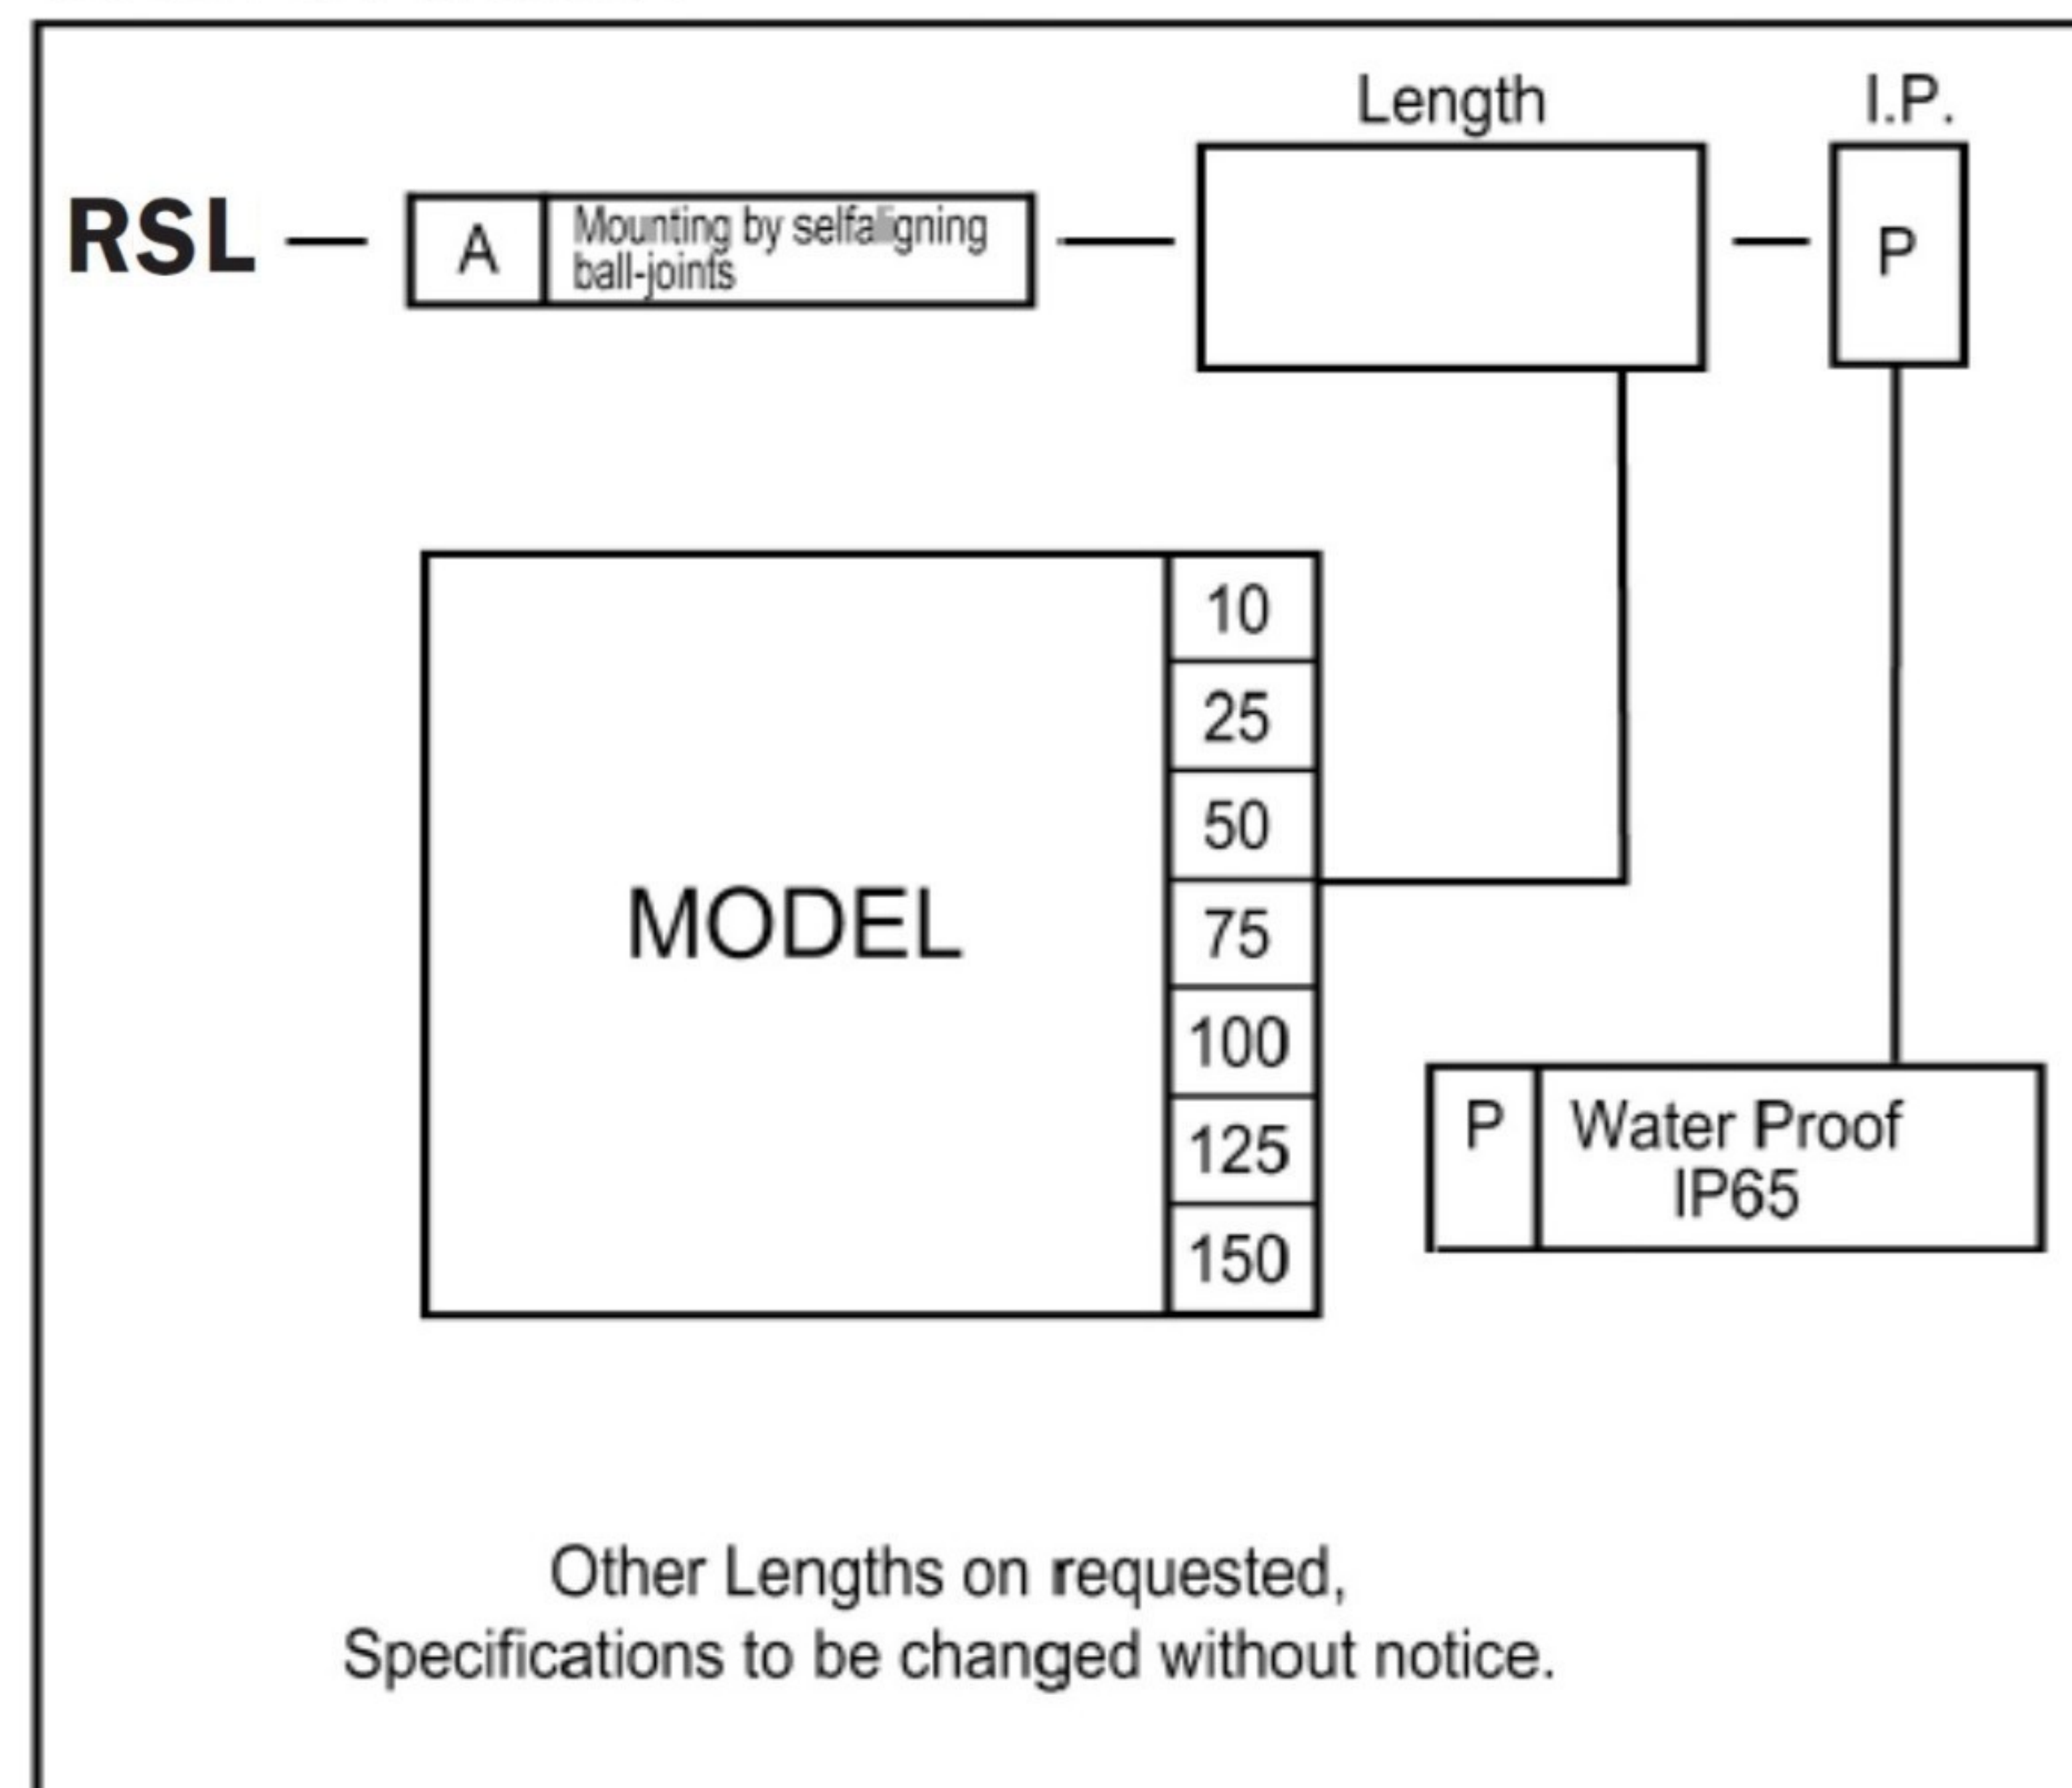 Length
I.P.
RSL — A Mounting by selfaligning
ball-joints — — P
MODEL
10
25
50
75
100
125
150
P Water Proof
IP65
Other Lengths on requested,
Specifications to be changed without notice.